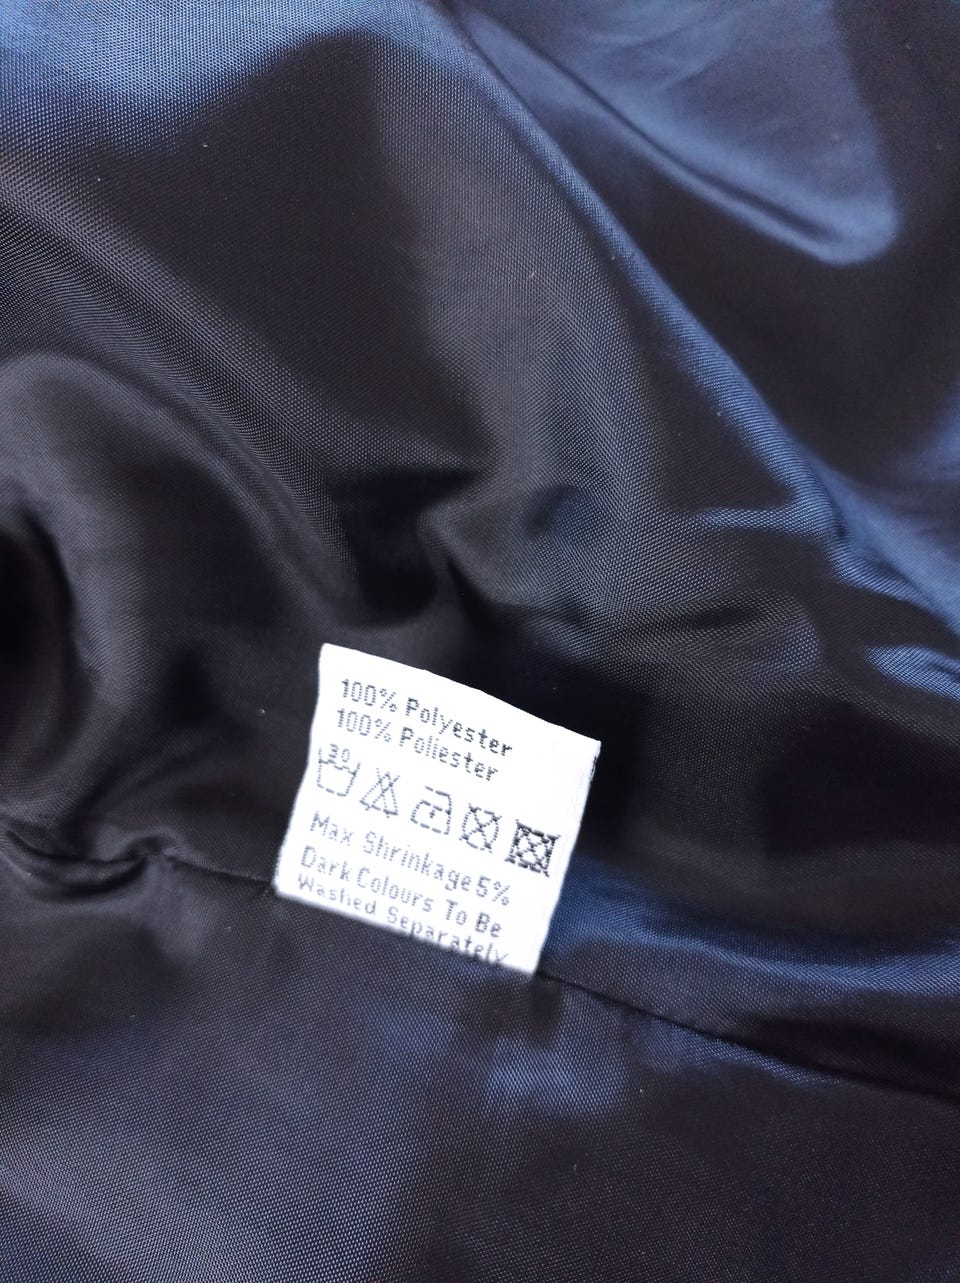 100% Polyester
100% Poliester
30
Max Shrinkage 5%
Dark Colours To Be
Washed Separately